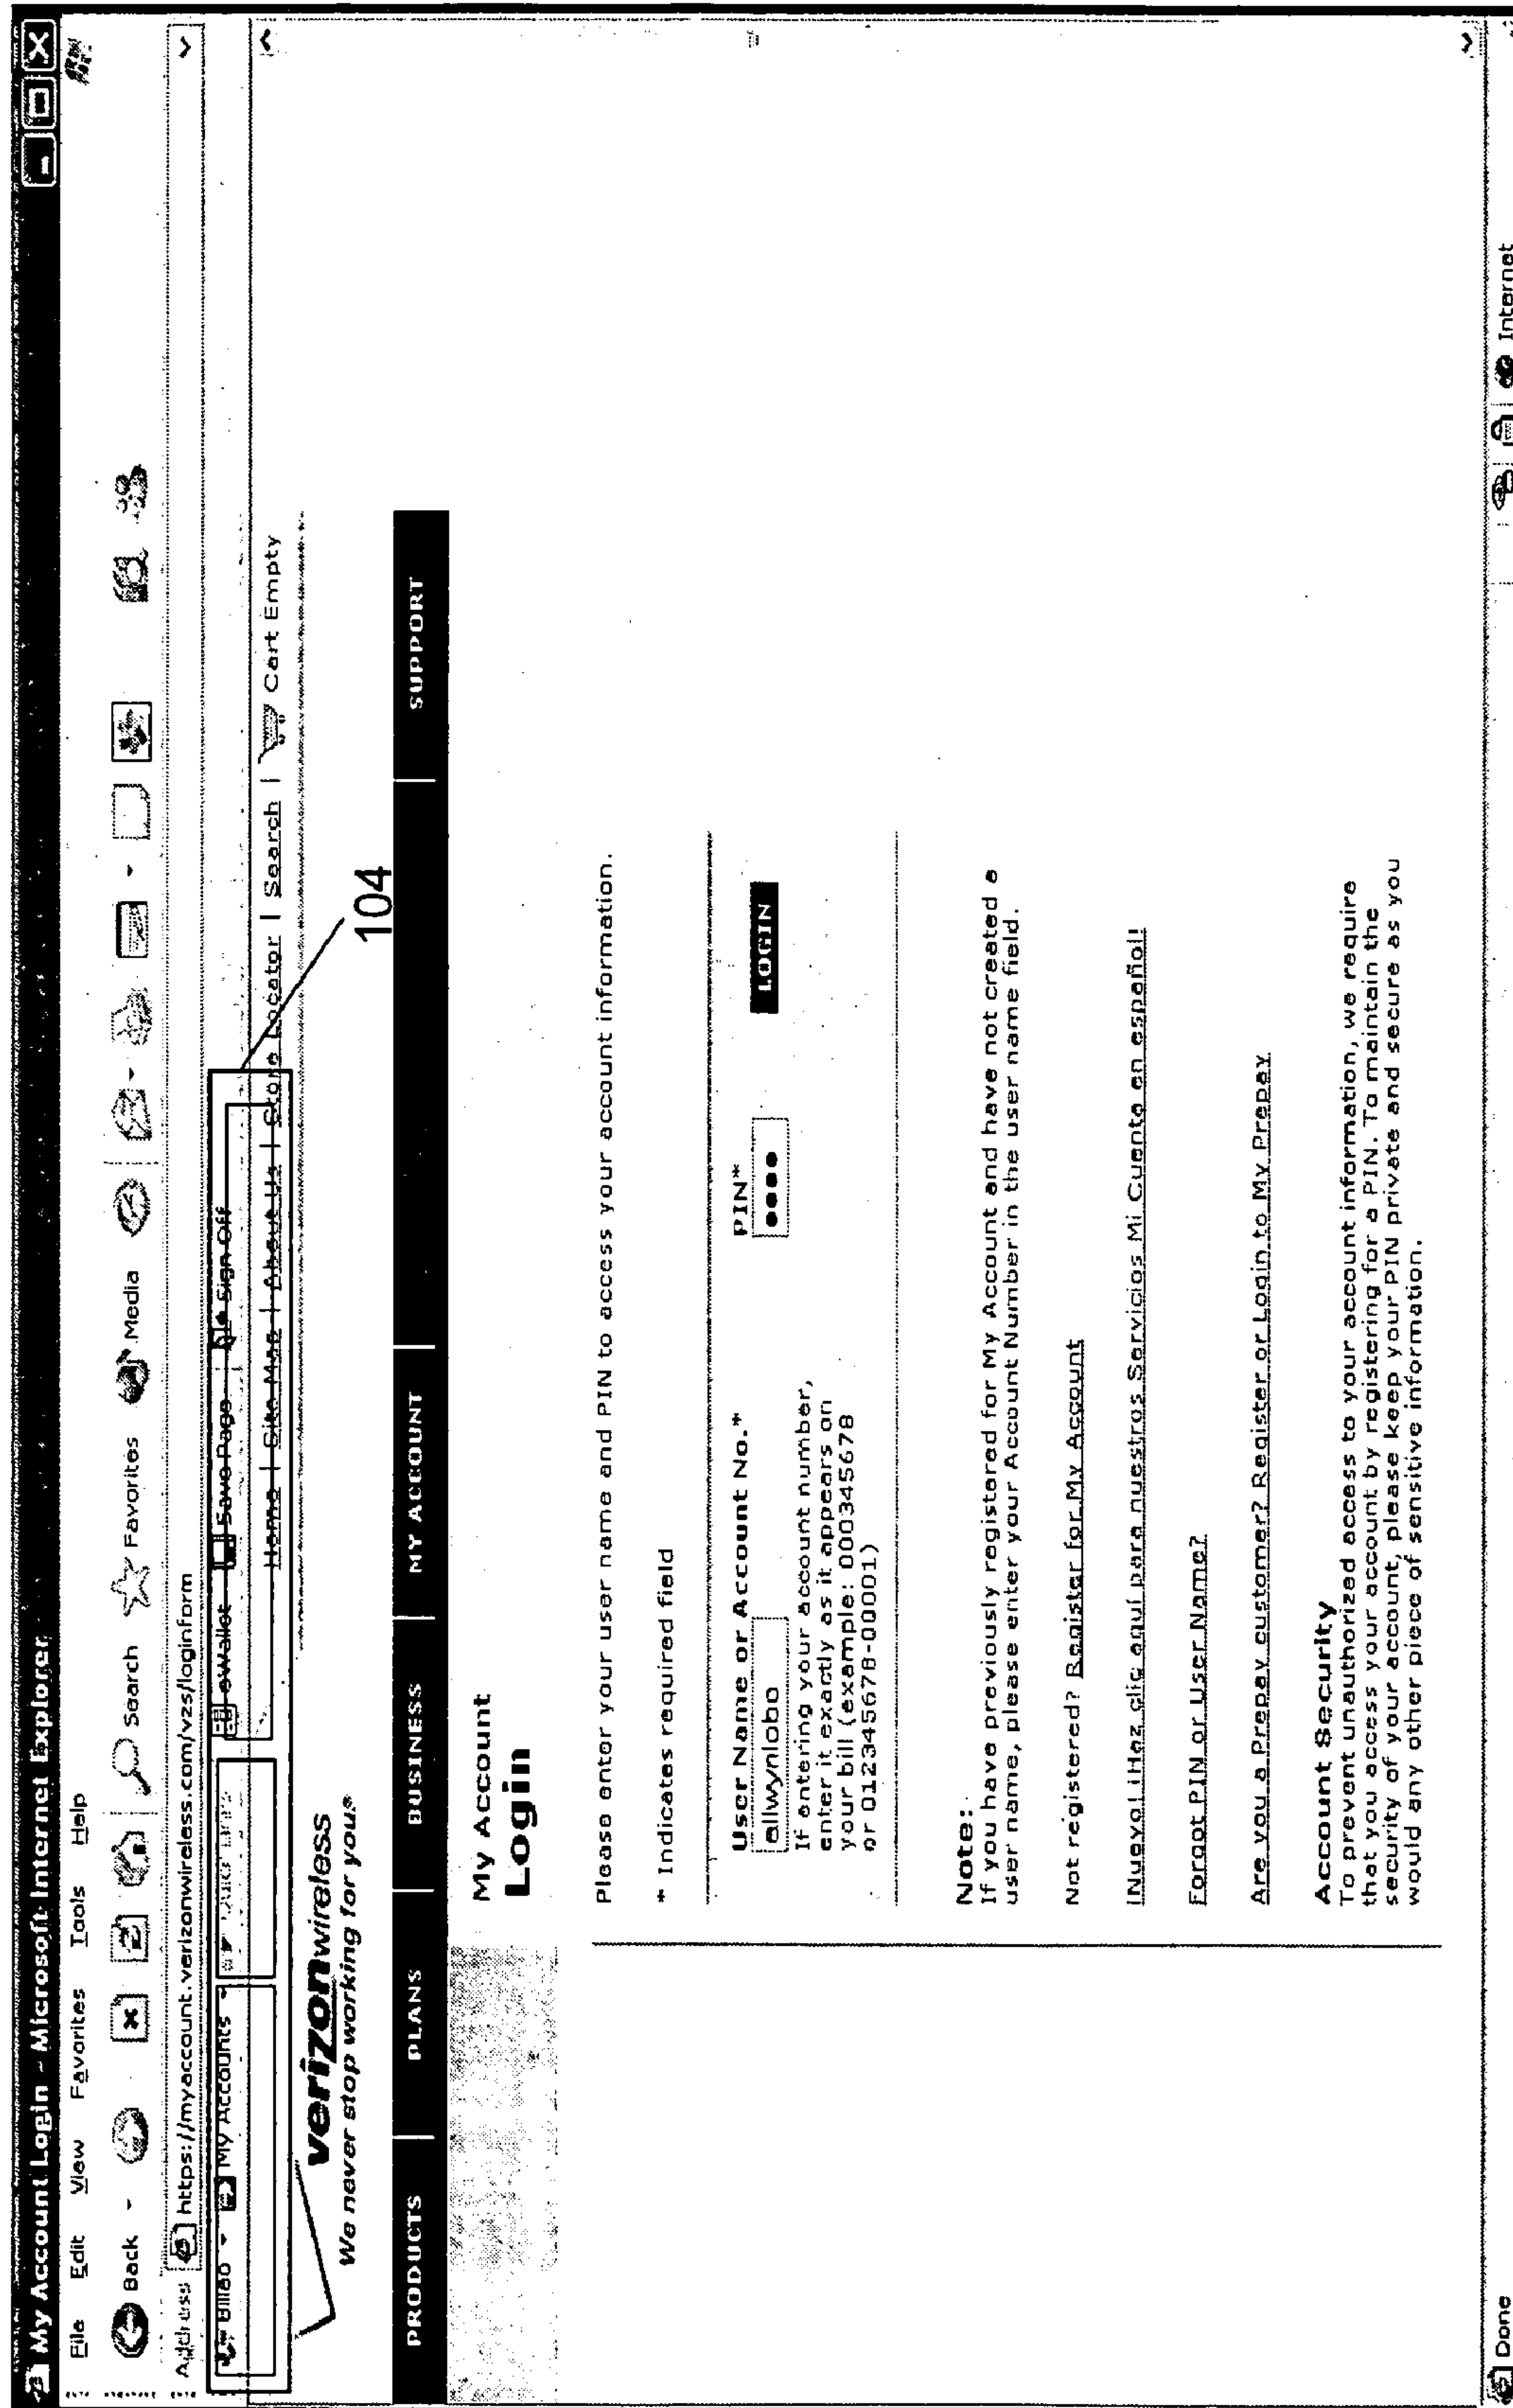 My Account Login - Microsoft Internet Explorer
File Edit View Favorites Tools Help
Back Search Favorites Media
Address https://myaccount.verizonwireless.com/vzs/loginform
Billeo My Accounts eWallet Save Page Sign Off
Home | Site Map | About Us | Store Locator | Search | Cart Empty
verizonwireless
We never stop working for you.®
104
PRODUCTS PLANS BUSINESS MY ACCOUNT SUPPORT
My Account
Login
Please enter your user name and PIN to access your account information.
* Indicates required field
User Name or Account No.* PIN*
allwynlobo •••• LOGIN
If entering your account number,
enter it exactly as it appears on
your bill (example: 000345678
or 012345678-00001)
Note:
If you have previously registered for My Account and have not created a
user name, please enter your Account Number in the user name field.
Not registered? Register for My Account
¡Nuevo! ¡Haz clic aquí para nuestros Servicios Mi Cuenta en español!
Forgot PIN or User Name?
Are you a Prepay customer? Register or Login to My Prepay
Account Security
To prevent unauthorized access to your account information, we require
that you access your account by registering for a PIN. To maintain the
security of your account, please keep your PIN private and secure as you
would any other piece of sensitive information.
Done Internet